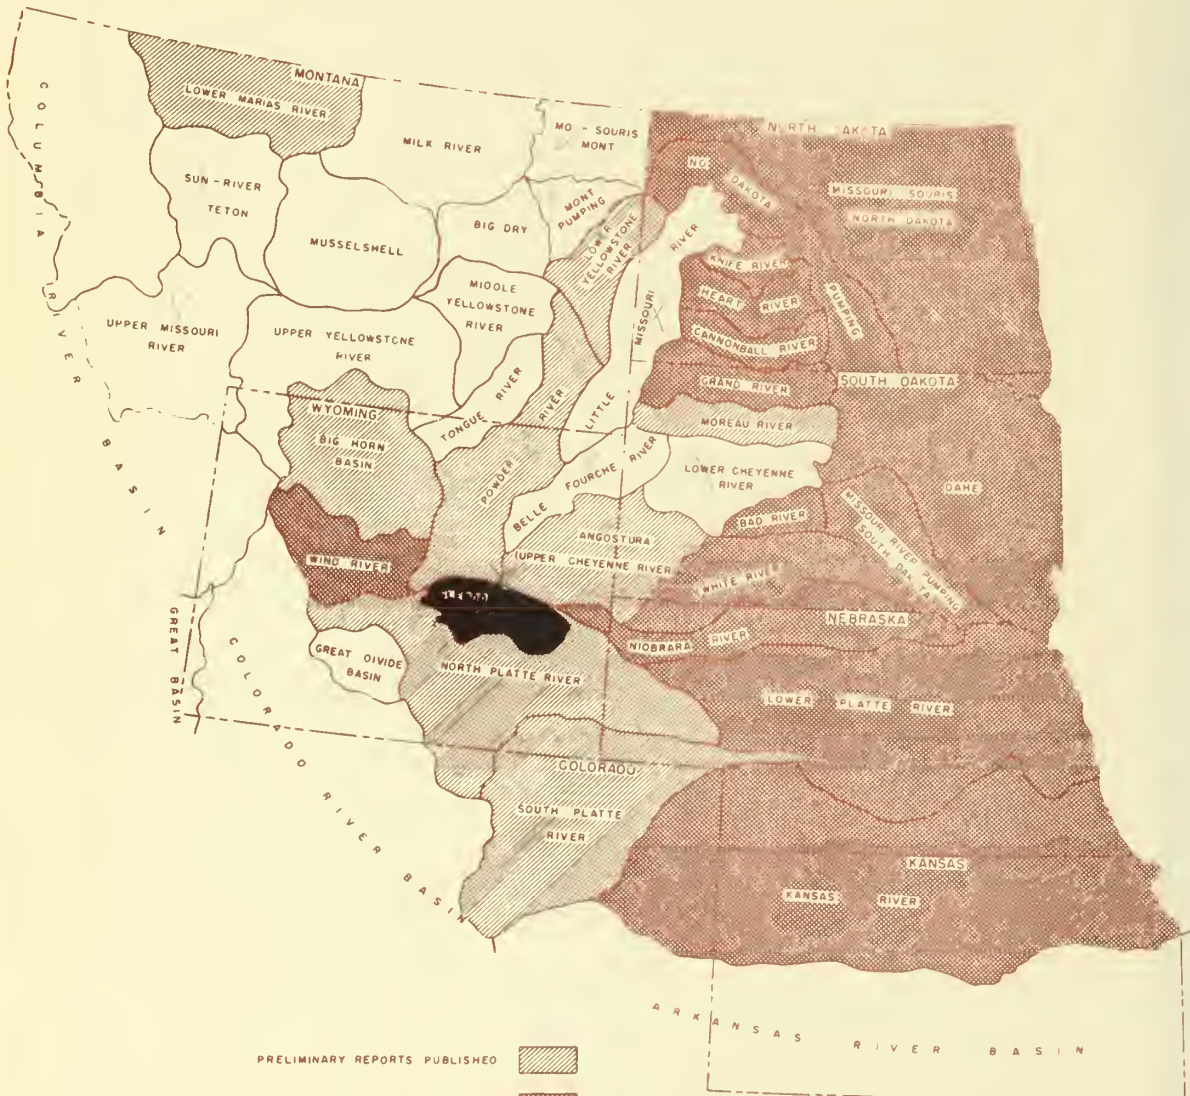 MONTANA
LOWER MARIAS RIVER
MILK RIVER
MO - SOURIS
MONT
NORTH DAKOTA
NO.
DAKOTA
PUMPING
MISSOURI SOURIS
NORTH DAKOTA
SUN-RIVER
TETON
MUSSELSHELL
BIG DRY
MONT
PUMPING
LOWER
YELLOWSTONE
RIVER
LITTLE
MISSOURI
RIVER
KNIFE RIVER
HEART RIVER
CANNONBALL RIVER
GRAND RIVER
SOUTH DAKOTA
MOREAU RIVER
COLUMBIA RIVER BASIN
UPPER MISSOURI
RIVER
UPPER YELLOWSTONE
RIVER
MIDDLE
YELLOWSTONE
RIVER
TONGUE RIVER
POWDER RIVER
WYOMING
BIG HORN
BASIN
BELLE FOURCHE RIVER
LOWER CHEYENNE
RIVER
OAHE
BAD RIVER
MISSOURI RIVER PUMPING
SOUTH DAKOTA
ANGOSTURA
(UPPER CHEYENNE RIVER
WIND RIVER
WHITE RIVER
GLENDO
NEBRASKA
NIOBRARA RIVER
GREAT DIVIDE
BASIN
NORTH PLATTE RIVER
LOWER PLATTE RIVER
GREAT BASIN
COLORADO RIVER BASIN
COLORADO
SOUTH PLATTE
RIVER
KANSAS
KANSAS RIVER
ARKANSAS RIVER BASIN
PRELIMINARY REPORTS PUBLISHED